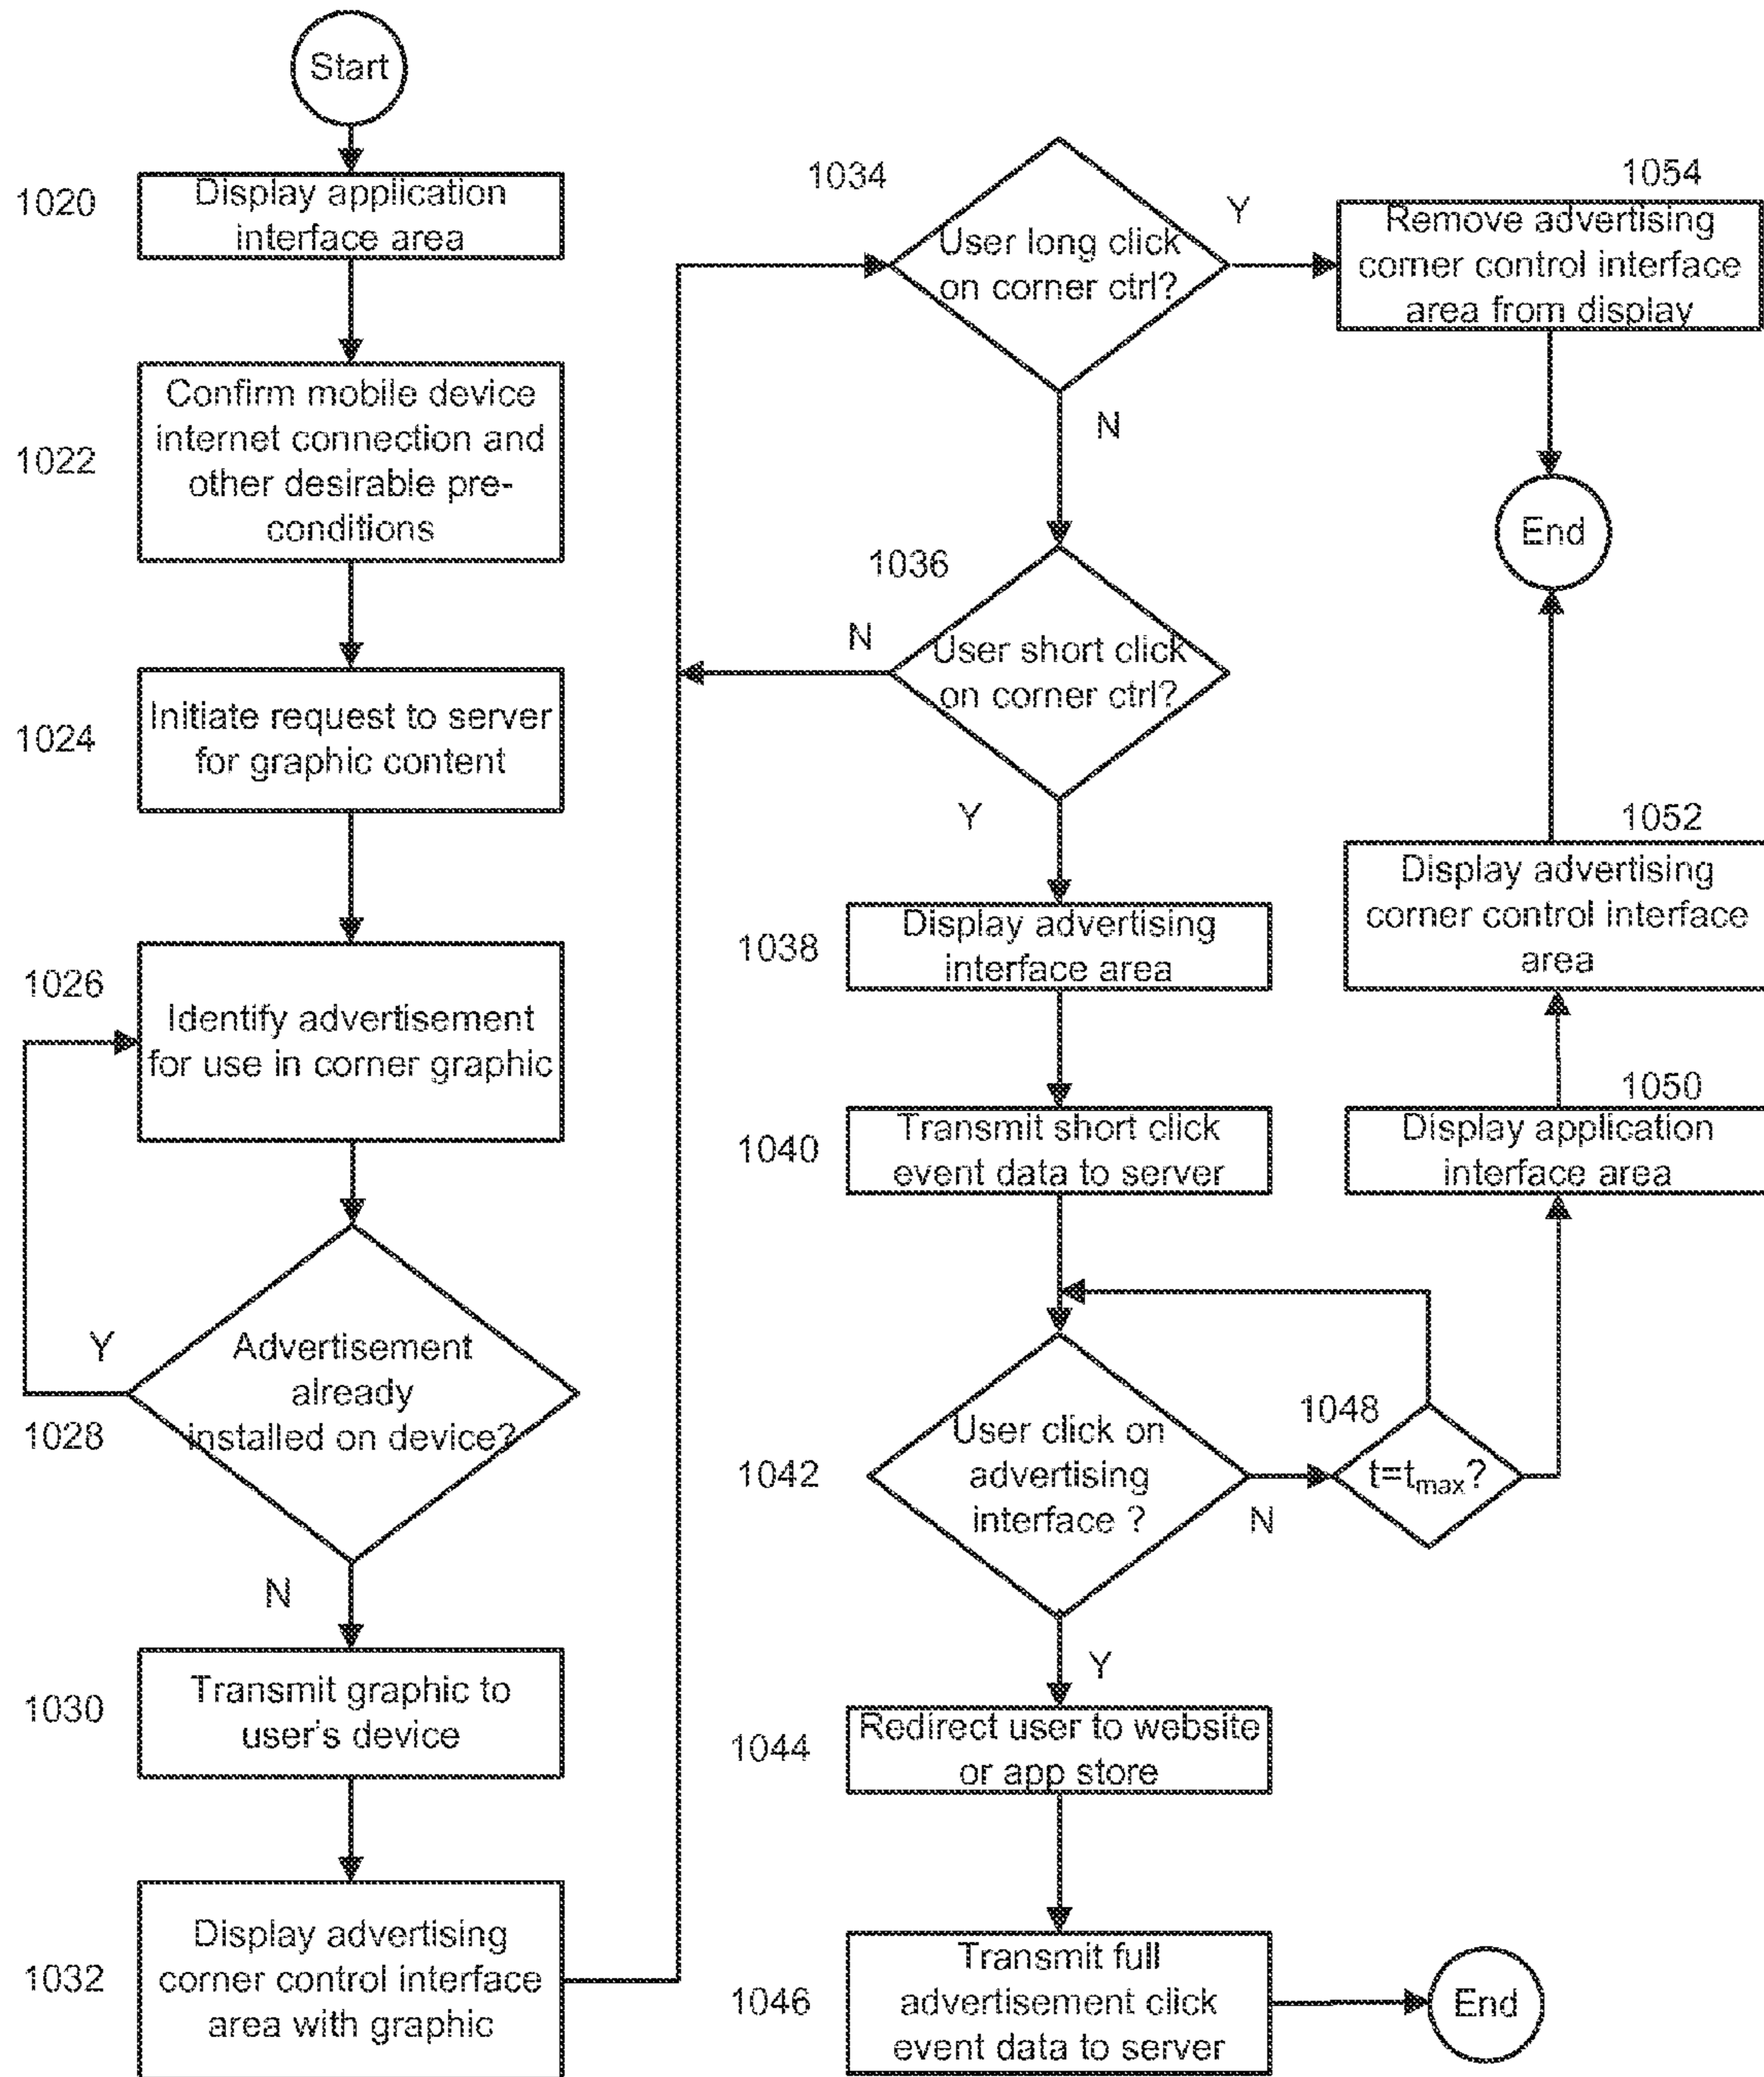 Start
1020
Display application
interface area
1022
Confirm mobile device
internet connection and
other desirable pre-
conditions
1024
Initiate request to server
for graphic content
1026
Identify advertisement
for use in corner graphic
Y
1028
Advertisement
already
installed on device?
N
1030
Transmit graphic to
user's device
1032
Display advertising
corner control interface
area with graphic
1034
User long click
on corner ctrl?
Y
N
1054
Remove advertising
corner control interface
area from display
End
1036
User short click
on corner ctrl?
N
Y
1038
Display advertising
interface area
1040
Transmit short click
event data to server
1042
User click on
advertising
interface ?
N
Y
1048
t=tmax?
1050
Display application
interface area
1052
Display advertising
corner control interface
area
1044
Redirect user to website
or app store
1046
Transmit full
advertisement click
event data to server
End